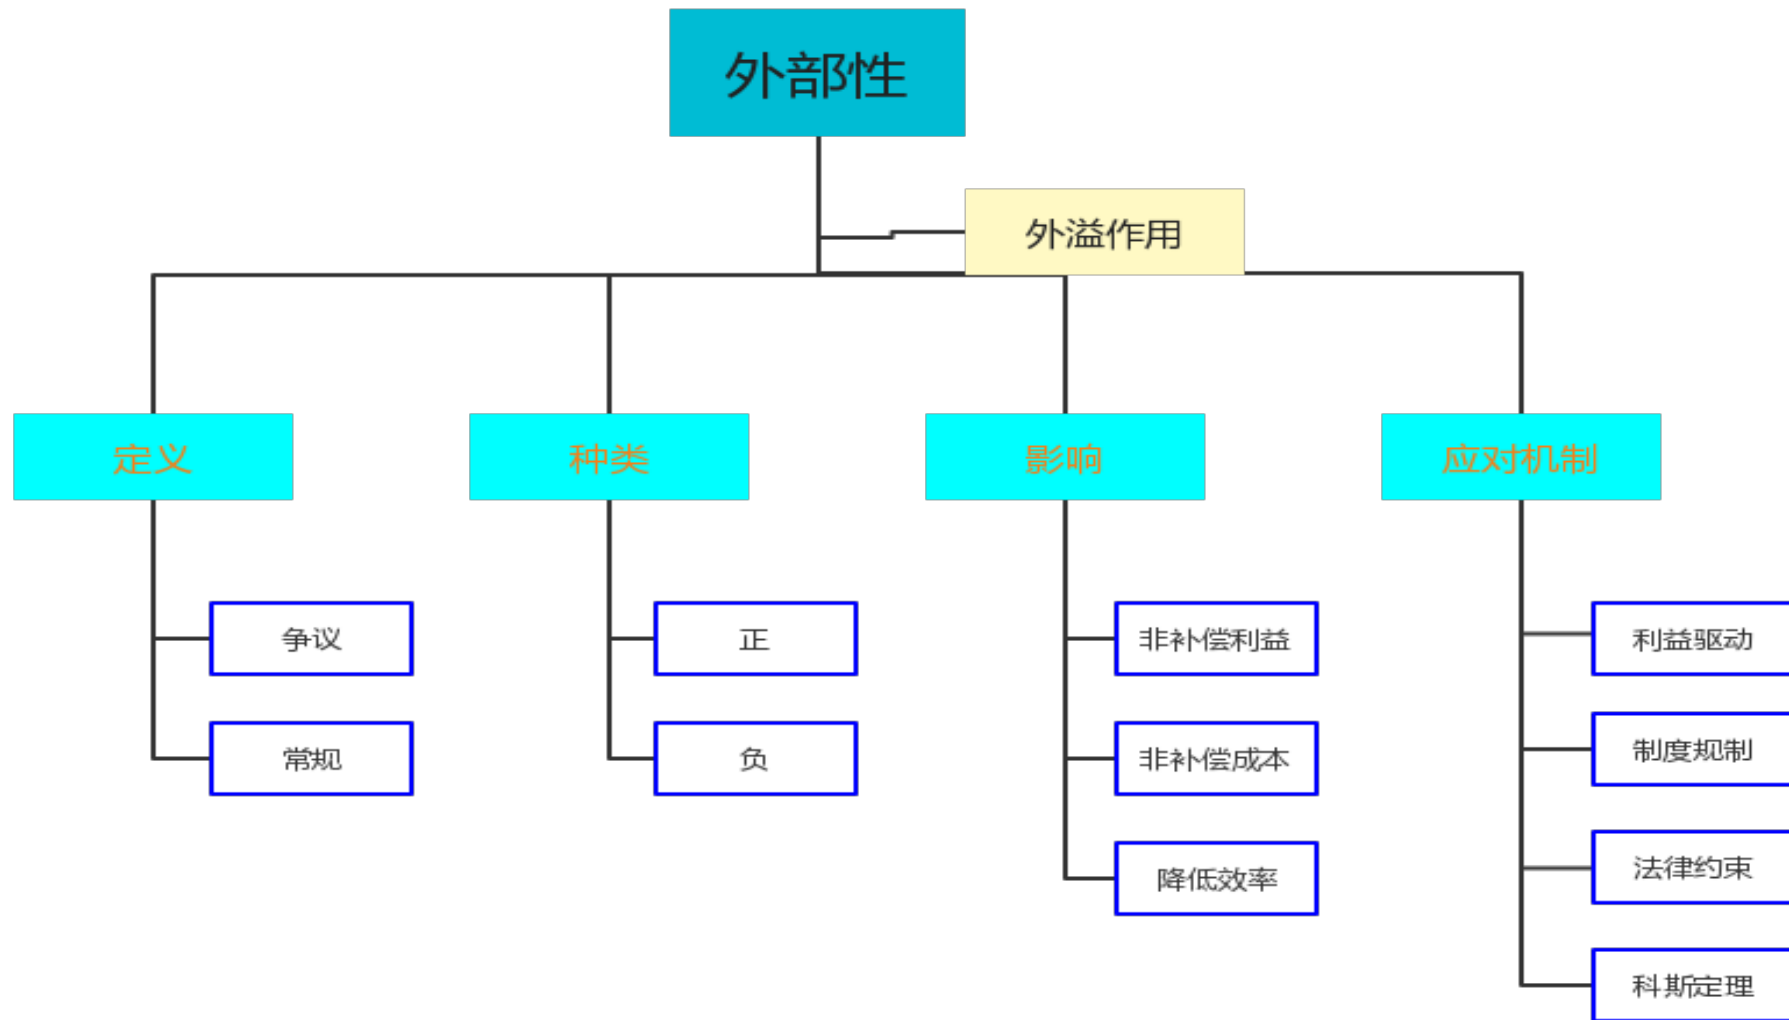 外部性
外溢作用
定义
种类
影响
应对机制
争议
正
非补偿利益
利益驱动
常规
负
非补偿成本
制度规制
降低效率
法律约束
科斯定理